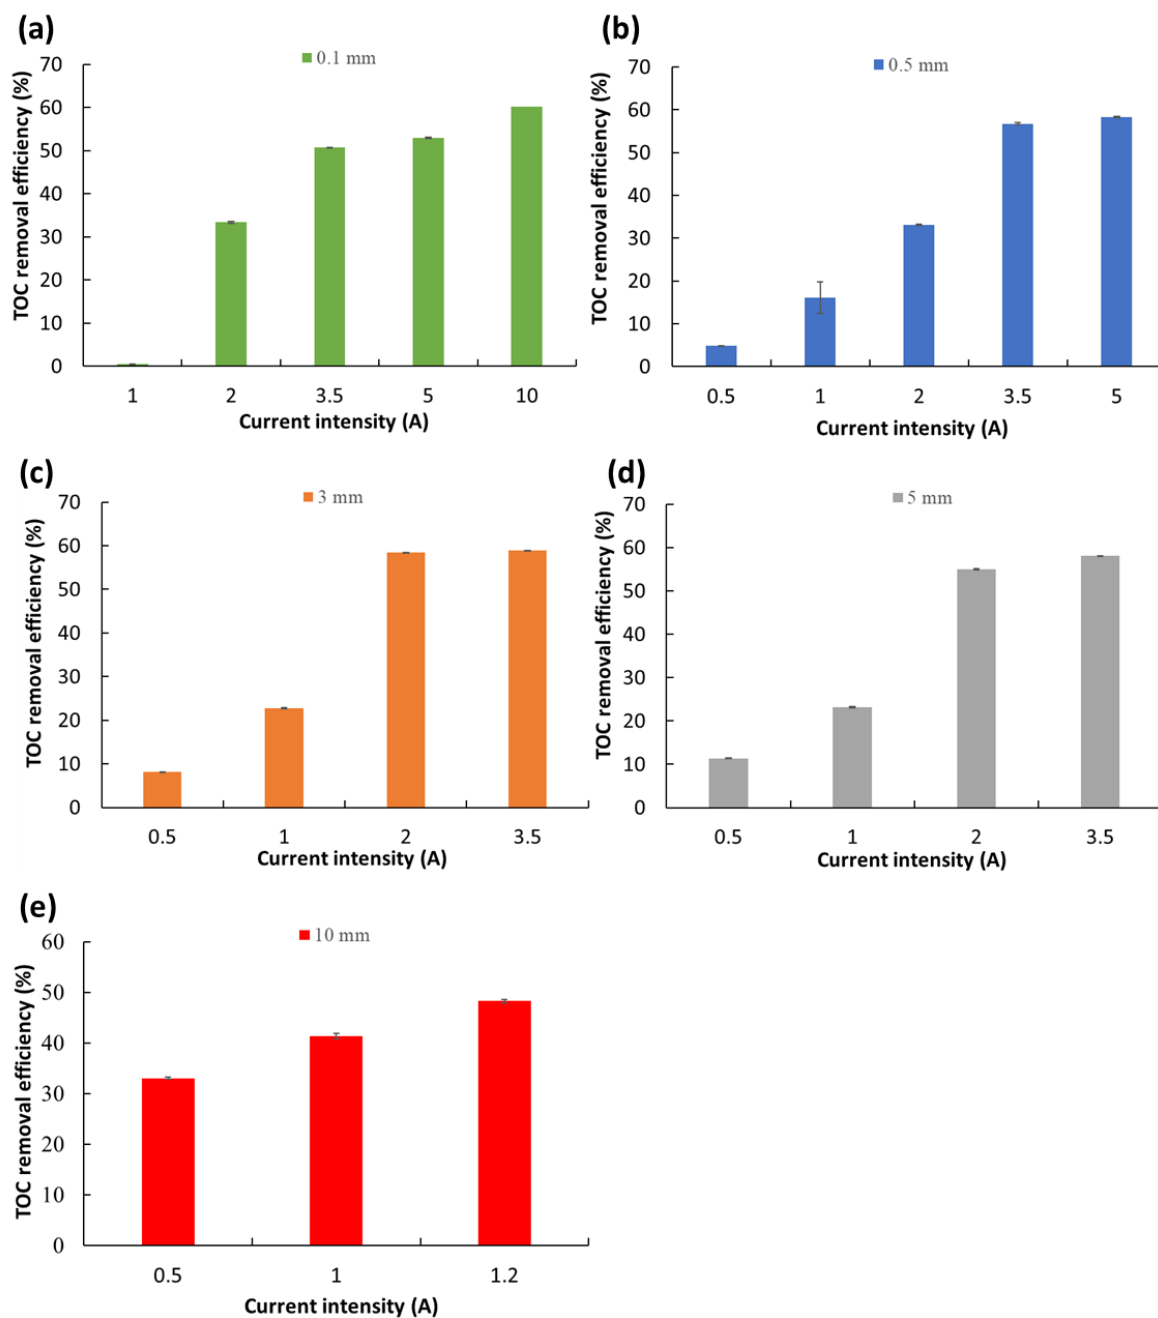 (a)
0.1 mm
TOC removal efficiency (%)
70
60
50
40
30
20
10
0
1 2 3.5 5 10
Current intensity (A)
(b)
0.5 mm
TOC removal efficiency (%)
70
60
50
40
30
20
10
0
0.5 1 2 3.5 5
Current intensity (A)
(c)
3 mm
TOC removal efficiency (%)
70
60
50
40
30
20
10
0
0.5 1 2 3.5
Current intensity (A)
(d)
5 mm
TOC removal efficiency (%)
70
60
50
40
30
20
10
0
0.5 1 2 3.5
Current intensity (A)
(e)
10 mm
TOC removal efficiency (%)
60
50
40
30
20
10
0
0.5 1 1.2
Current intensity (A)